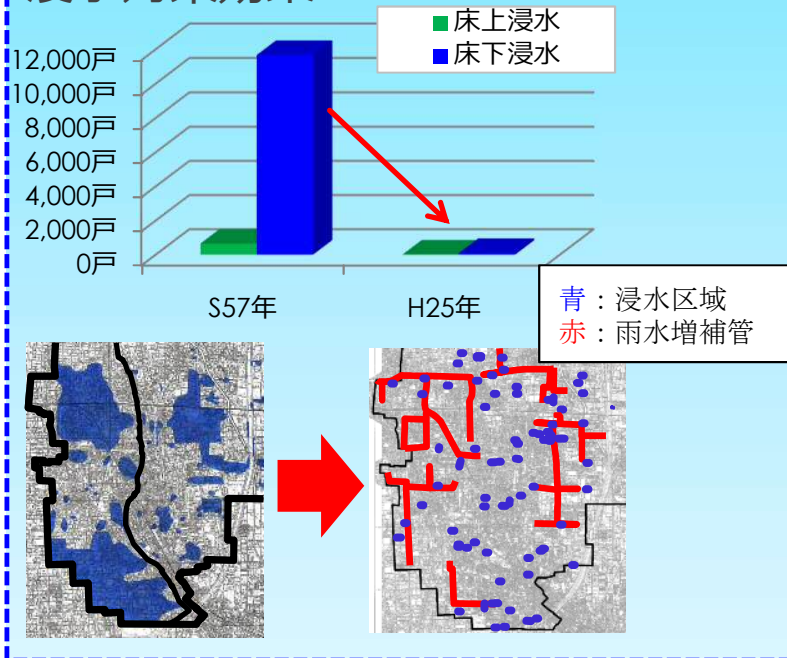 床上浸水
床下浸水
12,000戸
10,000戸
8,000戸
6,000戸
4,000戸
2,000戸
0戸
S57年
H25年
青：浸水区域
赤：雨水増補管